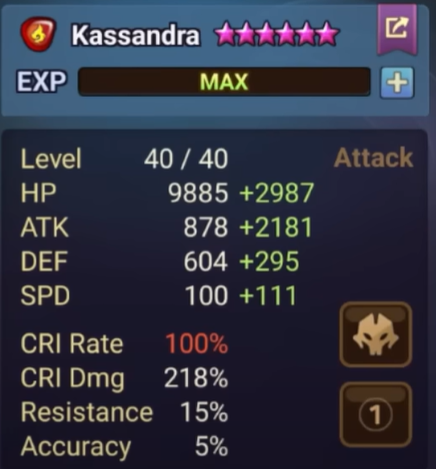 Kassandra
EXP MAX +
Level 40 / 40 Attack
HP 9885 +2987
ATK 878 +2181
DEF 604 +295
SPD 100 +111
CRI Rate 100%
CRI Dmg 218%
Resistance 15% 1
Accuracy 5%